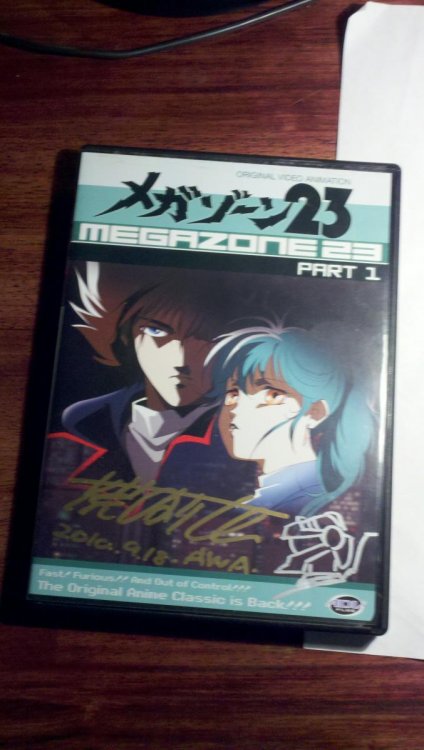 ORIGINAL VIDEO ANIMATION
メガゾーン23
MEGAZONE 23
PART 1
2010.9.18. AWA.
Fast! Furious!! And Out of Control!!!
The Original Anime Classic is Back!!!